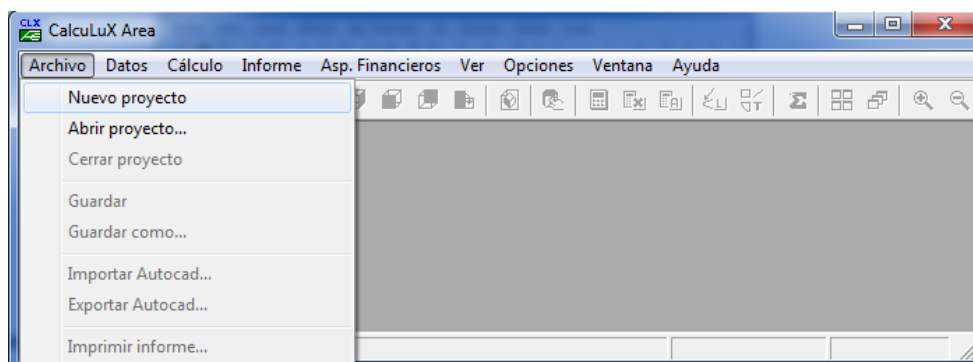 CLX CalcuLuX Area
Archivo Datos Cálculo Informe Asp. Financieros Ver Opciones Ventana Ayuda
Nuevo proyecto
Abrir proyecto...
Cerrar proyecto
Guardar
Guardar como...
Importar Autocad...
Exportar Autocad...
Imprimir informe...